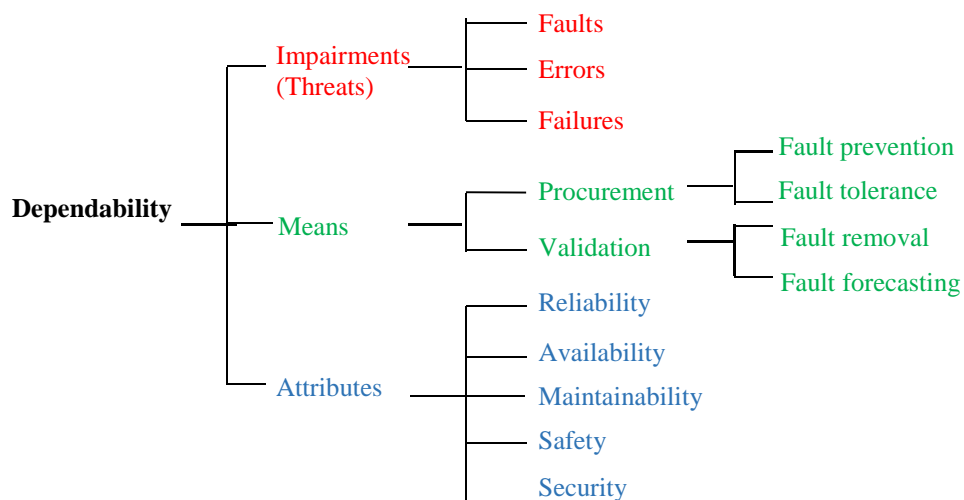 Dependability
Impairments
(Threats)
Faults
Errors
Failures
Means
Procurement
Fault prevention
Fault tolerance
Validation
Fault removal
Fault forecasting
Attributes
Reliability
Availability
Maintainability
Safety
Security